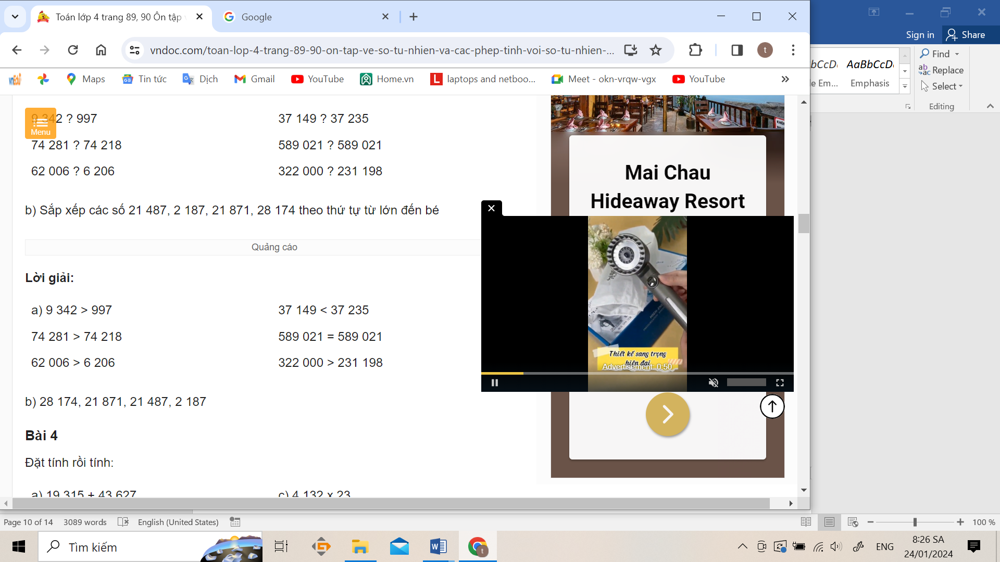 Toán lớp 4 trang 89, 90 Ôn tập
Google
Sign in
Share
vndoc.com/toan-lop-4-trang-89-90-on-tap-ve-so-tu-nhien-va-cac-phep-tinh-voi-so-tu-nhien-...
t
AaBbCcD
Find
Replace
e Em...
Emphasis
Select
Editing
vnEdu
Maps
Tin tức
Dịch
Gmail
YouTube
Home.vn
laptops and netboo...
Meet - okn-vrqw-vgx
YouTube
9 342 ? 997
37 149 ? 37 235
Menu
74 281 ? 74 218
589 021 ? 589 021
62 006 ? 6 206
322 000 ? 231 198
b) Sắp xếp các số 21 487, 2 187, 21 871, 28 174 theo thứ tự từ lớn đến bé
Quảng cáo
Mai Chau
Hideaway Resort
Lời giải:
a) 9 342 > 997
37 149 < 37 235
74 281 > 74 218
589 021 = 589 021
62 006 > 6 206
322 000 > 231 198
Thiết kế sang trọng
hiện đại
Advertisement: 0:50
b) 28 174, 21 871, 21 487, 2 187
Bài 4
Đặt tính rồi tính:
a) 19 315 + 43 627
c) 4 132 x 23
Page 10 of 14
3089 words
English (United States)
100 %
Tìm kiếm
ENG
8:26 SA
24/01/2024